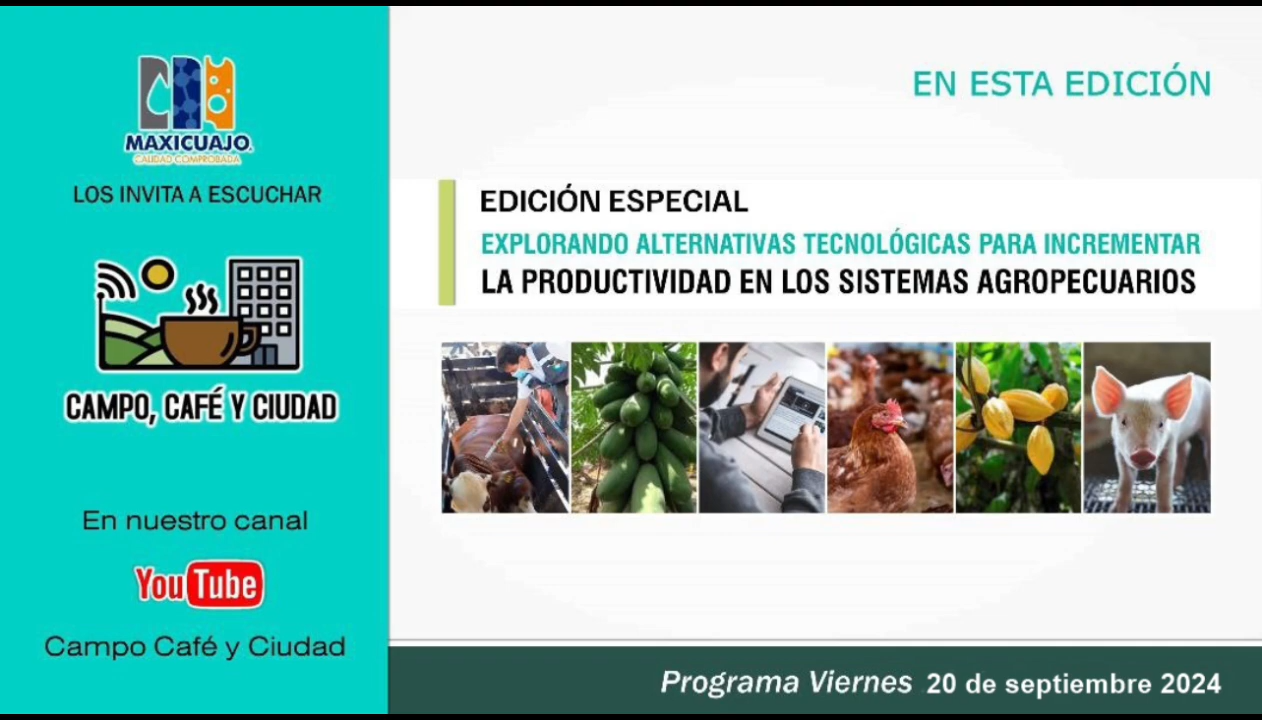 MAXICUAJO
CALIDAD COMPROBADA
LOS INVITA A ESCUCHAR
CAMPO, CAFÉ Y CIUDAD
En nuestro canal
YouTube
Campo Café y Ciudad
EN ESTA EDICIÓN
EDICIÓN ESPECIAL
EXPLORANDO ALTERNATIVAS TECNOLÓGICAS PARA INCREMENTAR
LA PRODUCTIVIDAD EN LOS SISTEMAS AGROPECUARIOS
Programa Viernes 20 de septiembre 2024